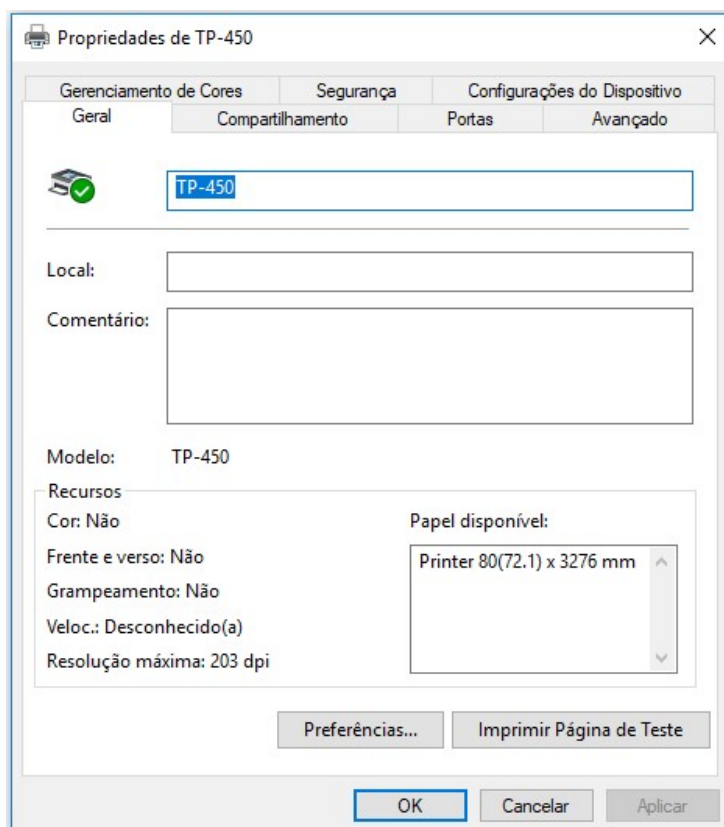 Propriedades de TP-450
Gerenciamento de Cores Segurança Configurações do Dispositivo
Geral Compartilhamento Portas Avançado
TP-450
Local:
Comentário:
Modelo: TP-450
Recursos
Cor: Não Papel disponível:
Frente e verso: Não Printer 80(72.1) x 3276 mm
Grampeamento: Não
Veloc.: Desconhecido(a)
Resolução máxima: 203 dpi
Preferências... Imprimir Página de Teste
OK Cancelar Aplicar